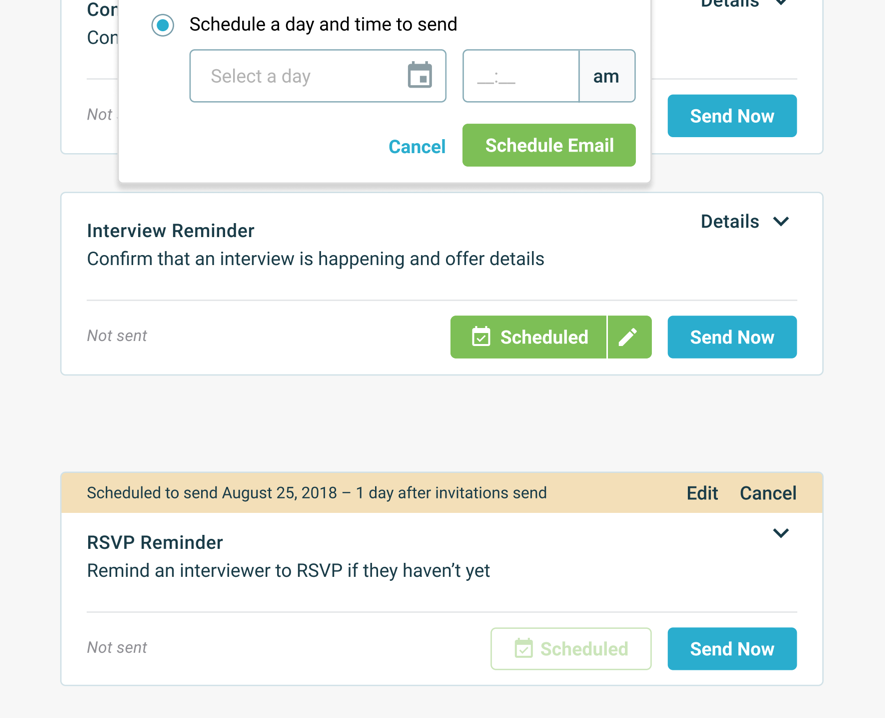 Details
Schedule a day and time to send
Select a day
__:__
am
Not
Send Now
Cancel
Schedule Email
Interview Reminder
Details
Confirm that an interview is happening and offer details
Not sent
Scheduled
Send Now
Scheduled to send August 25, 2018 – 1 day after invitations send
Edit
Cancel
RSVP Reminder
Remind an interviewer to RSVP if they haven’t yet
Not sent
Scheduled
Send Now